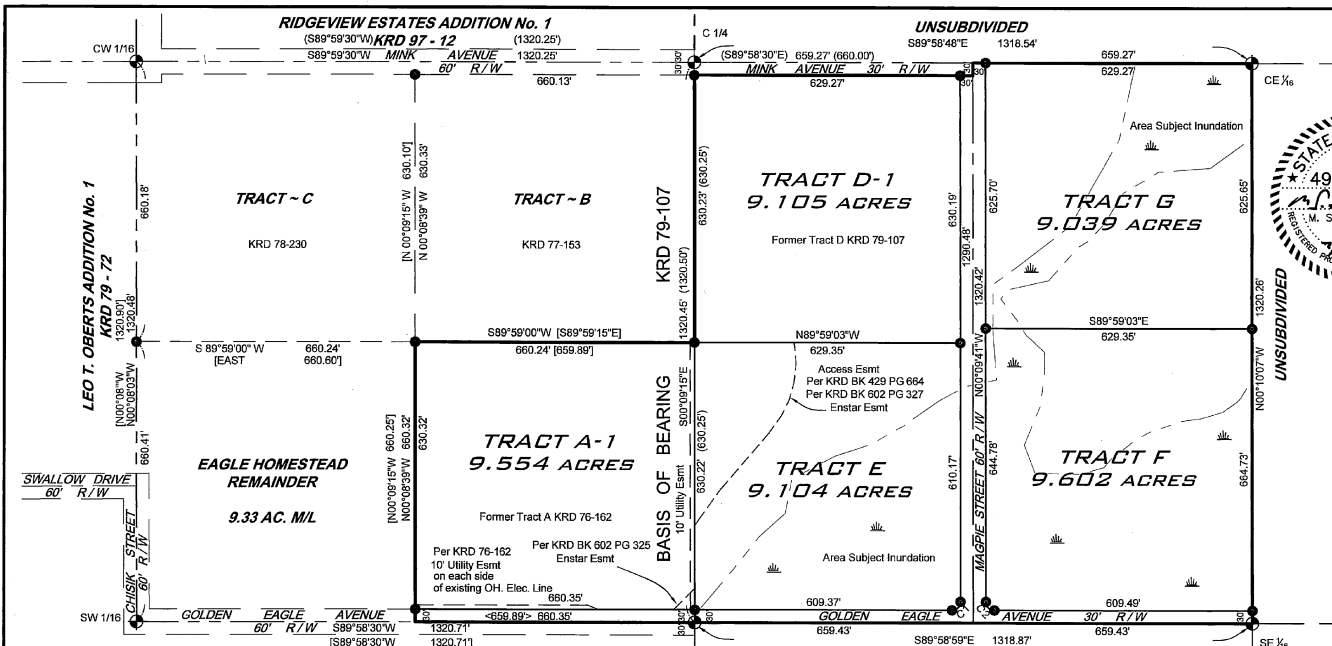 RIDGEVIEW ESTATES ADDITION No. 1
(S89°59'30"W) KRD 97 - 12 (1320.25')
S89°59'30"W MINK AVENUE 1320.25'
60' R/W
CW 1/16
C 1/4
UNSUBDIVIDED
S89°58'48"E 1318.54'
(S89°58'30"E) 659.27' (660.00')
659.27'
MINK AVENUE 30' R/W
30'
30'
30'
30'
660.13'
629.27'
629.27'
CE 1/16
Area Subject Inundation
STATE
49
M. S
REGISTERED
LEO T. OBERTS ADDITION No. 1
KRD 79 - 72
660.18'
1320.90']
1320.48'
[N00°08'"W
N00°08'03"W
660.41'
TRACT ~ C
KRD 78-230
[N 00°09'15" W 630.10']
N 00°08'39" W 630.33'
TRACT ~ B
KRD 77-153
KRD 79-107
630.23' (630.25')
1320.45' (1320.50')
TRACT D-1
9.105 ACRES
Former Tract D KRD 79-107
630.19'
1290.48'
1320.42'
625.70'
TRACT G
9.039 ACRES
625.65'
1320.26'
UNSUBDIVIDED
N00°10'07"W
S 89°59'00" W 660.24'
[EAST 660.60']
S89°59'00"W [S89°59'15"E]
660.24' [659.89']
N89°59'03"W
629.35'
S89°59'03"E
629.35'
EAGLE HOMESTEAD
REMAINDER
9.33 AC. M/L
[N00°09'15"W 660.25']
N00°08'39"W 660.32'
630.32'
TRACT A-1
9.554 ACRES
Former Tract A KRD 76-162
Per KRD 76-162
10' Utility Esmt
on each side
of existing OH. Elec. Line
Per KRD BK 602 PG 325
Enstar Esmt
BASIS OF BEARING
10' Utility Esmt
S00°09'15"E
630.22' (630.25')
Access Esmt
Per KRD BK 429 PG 664
Per KRD BK 602 PG 327
Enstar Esmt
TRACT E
9.104 ACRES
Area Subject Inundation
610.17'
MAGPIE STREET 60' R/W
N00°09'41"W
644.78'
TRACT F
9.602 ACRES
664.73'
SWALLOW DRIVE
60' R/W
CHISIK STREET
60' R/W
SW 1/16
GOLDEN EAGLE AVENUE
60' R/W S89°58'30"W 1320.71'
[S89°58'30"W 1320.71']
660.35'
30'
<659.89'> 660.35'
30'
30'
609.37'
609.49'
GOLDEN EAGLE AVENUE 30' R/W
659.43'
659.43'
S89°58'59"E 1318.87'
SE 1/16